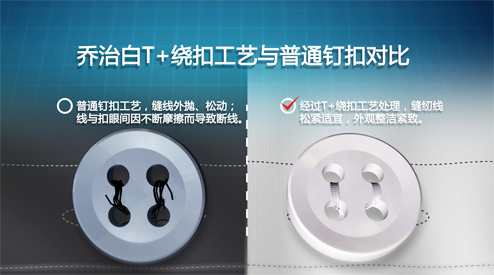 乔治白T+绕扣工艺与普通钉扣对比
普通钉扣工艺，缝线外抛、松动；
线与扣眼间因不断摩擦而导致断线。
经过T+绕扣工艺处理，缝纫线
松紧适宜，外观整洁紧致。